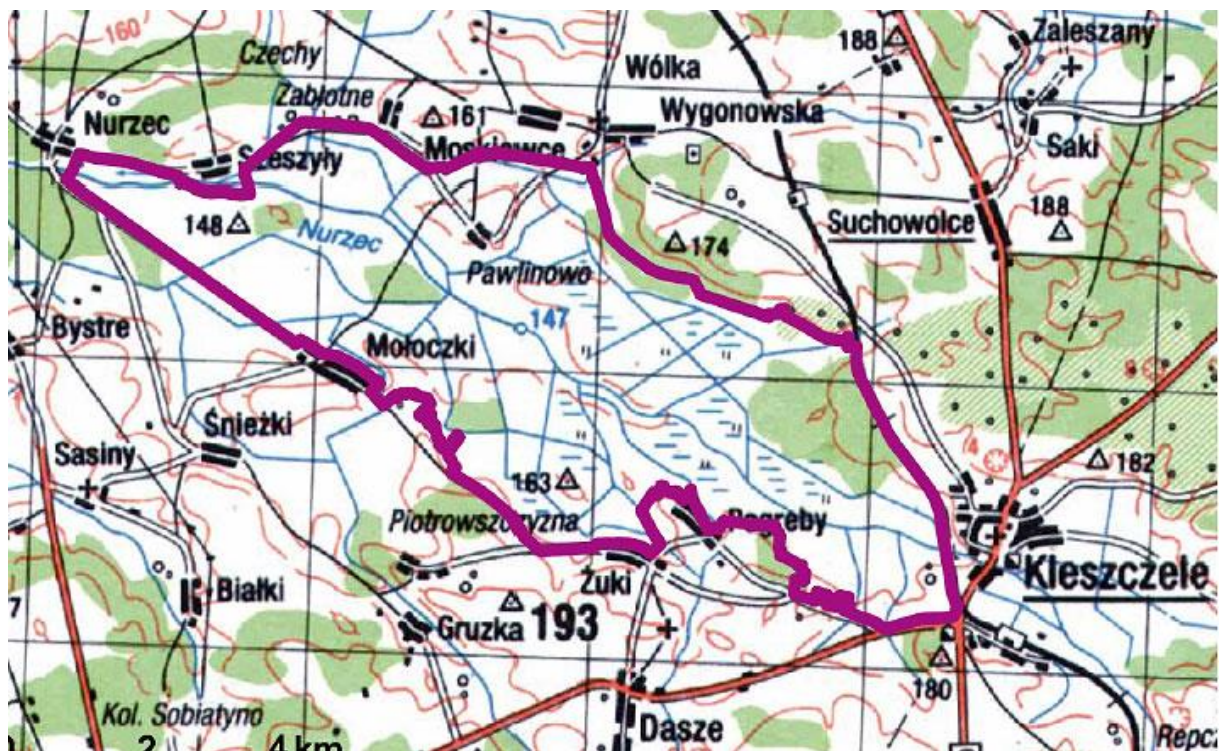 160
Czechy
Zabłotne
161
Wólka
Wygonowska
188
Zaleszany
Nurzec
Szeszyły
Moskiewce
Saki
148
Nurzec
174
Suchowolce
188
Pawlinowo
147
Bystre
Mołoczki
Śnieżki
Sasiny
163
182
Piotrowszczyzna
Pogreby
Żuki
Kleszczele
Białki
7
Gruzka
193
180
Kol. Sobiatyno
Dasze
2
4 km